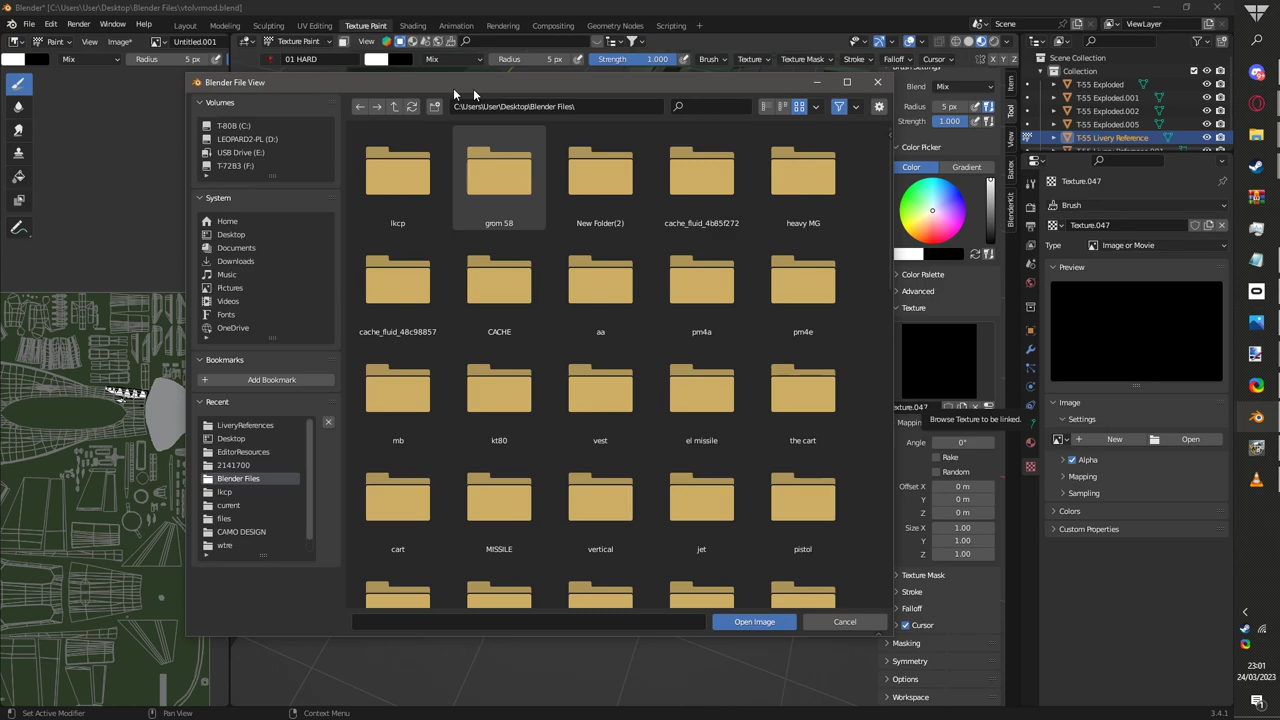 Blender* [C:\Users\User\Desktop\Blender Files\vtolvrmod.blend]
File Edit Render Window Help Layout Modeling Sculpting UV Editing Texture Paint Shading Animation Rendering Compositing Geometry Nodes Scripting Scene ViewLayer
Paint View Image* Untitled.001 Texture Paint View
Mix Radius 5 px 01 HARD Mix Radius 5 px Strength 1.000 Brush Texture Texture Mask Stroke Falloff Cursor X Y Z
Scene Collection
Collection
T-55 Exploded
T-55 Exploded.001
T-55 Exploded.002
T-55 Exploded.005
T-55 Livery Reference
Blender File View
C:\Users\User\Desktop\Blender Files\
Volumes
T-80B (C:)
LEOPARD2-PL (D:)
USB Drive (E:)
T72B3 (F:)
System
Home
Desktop
Documents
Downloads
Music
Pictures
Videos
Fonts
OneDrive
Bookmarks
Add Bookmark
Recent
LiveryReferences
Desktop
EditorResources
2141700
Blender Files
lkcp
current
files
CAMO DESIGN
wtre
lkcp grom 58 New Folder(2) cache_fluid_4b85f272 heavy MG
cache_fluid_48c98857 CACHE aa pm4a pm4e
mb kt80 vest el missile the cart
cart MISSILE vertical jet pistol
Open Image Cancel
Brush Settings
Blend Mix
Radius 5 px
Strength 1.000
Color Picker
Color Gradient
Color Palette
Advanced
Texture
Browse Texture to be linked.
Angle 0°
Rake
Random
Offset X 0 m
Y 0 m
Z 0 m
Size X 1.00
Y 1.00
Z 1.00
Texture Mask
Stroke
Falloff
Cursor
Masking
Symmetry
Options
Workspace
Item
Tool
View
Batex
BlenderKit
Texture.047
Brush
Texture.047
Type Image or Movie
Preview
Image
Settings
New Open
Alpha
Mapping
Sampling
Colors
Custom Properties
23:01
24/03/2023
Set Active Modifier Pan View Context Menu 3.4.1